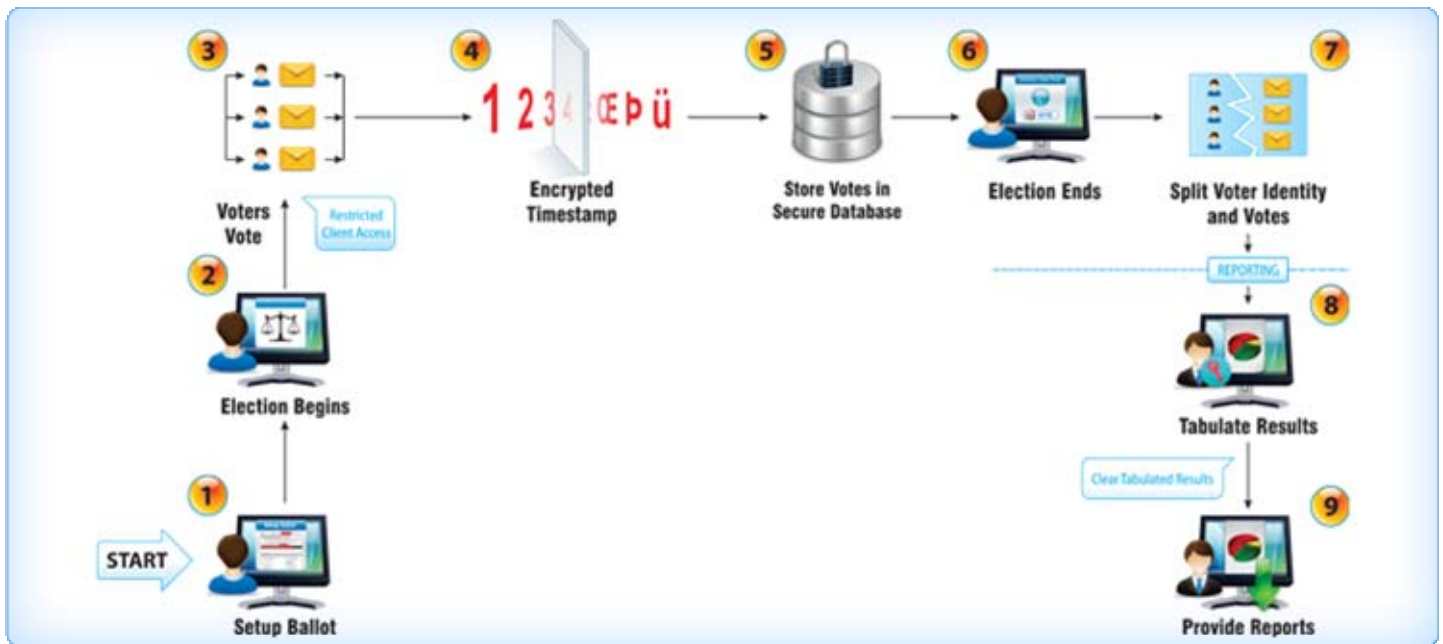 START
1
Setup Ballot
2
Election Begins
Restricted
Client Access
3
Voters
Vote
4
1 2 3 4 Œ Þ ü
Encrypted
Timestamp
5
Store Votes in
Secure Database
6
Election Ends
7
Split Voter Identity
and Votes
REPORTING
8
Tabulate Results
Clear Tabulated Results
9
Provide Reports